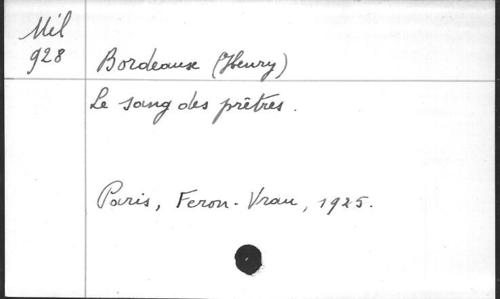 Mil
928
Bordeaux (Henry)
Le sang des prêtres.
Paris, Feron-Vrau, 1925.